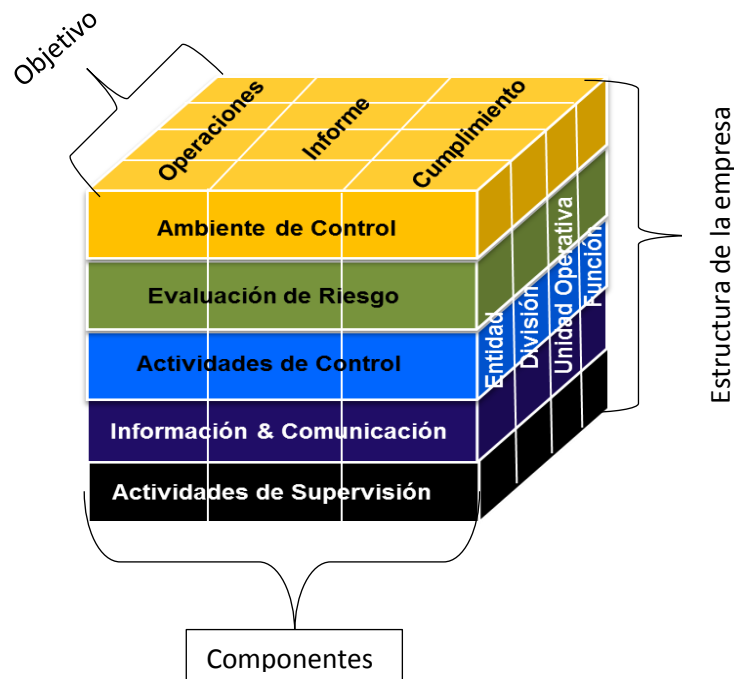 Objetivo
Operaciones
Informe
Cumplimiento
Ambiente de Control
Evaluación de Riesgo
Actividades de Control
Información & Comunicación
Actividades de Supervisión
Entidad
División
Unidad Operativa
Función
Estructura de la empresa
Componentes